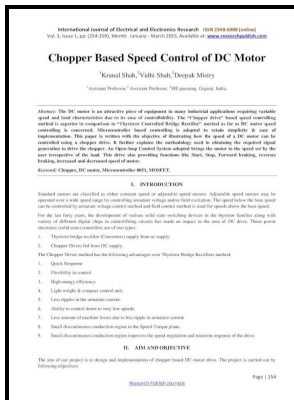 International Journal of Electrical and Electronics Research ISSN 2348-6988 (online)
Vol. 3, Issue 1, pp: (254-259), Month: January - March 2015, Available at: www.researchpublish.com
Chopper Based Speed Control of DC Motor
¹Krunal Shah, ²Vidhi Shah, ³Deepak Mistry
¹Assistant Professor, ² Assistant Professor, ³ME pursuing, Gujarat, India.
Abstract: The DC motor is an attractive piece of equipment in many industrial applications requiring variable
speed and load characteristics due to its ease of controllability. The “Chopper drive” based speed controlling
method is superior in comparison to “Thyristor Controlled Bridge Rectifier” method as far as DC motor speed
controlling is concerned. Microcontroller based controlling is adopted to retain simplicity & ease of
implementation. This paper is written with the objective of illustrating how the speed of a DC motor can be
controlled using a chopper drive. It further explains the methodology used in obtaining the required signal
generation to drive the chopper. An Open-loop Control System adopted brings the motor to the speed set by the
user irrespective of the load. This drive also providing functions like Start, Stop, Forward braking, reverse
braking, increased and decreased speed of motor.
Keyword: Chopper, DC motor, Microcontroller 8051, MOSFET.
I. INTRODUCTION
Standard motors are classified as either constant speed or adjustable speed motors. Adjustable speed motors may be
operated over a wide speed range by controlling armature voltage and/or field excitation. The speed below the base speed
can be controlled by armature voltage control method and field control method is used for speeds above the base speed.
For the last forty years, the development of various solid state switching devices in the thyristor families along with
variety of different digital chips in control/firing circuits has made an impact in the area of DC drive. These power
electronic (solid state) controllers are of two types:
1. Thyristor bridge rectifier (Converters) supply from ac supply.
2. Chopper Drives fed from DC supply.
The Chopper Drives method has the following advantages over Thyristor Bridge Rectifiers method:
1. Quick Response
2. Flexibility in control
3. High energy efficiency
4. Light weight & compact control unit.
5. Less ripples in the armature current.
6. Ability to control down to very low speeds.
7. Less amount of machine losses due to less ripple in armature current
8. Small discontinuous conduction region in the Speed-Torque plane.
9. Small discontinuous conduction region improves the speed regulation and transient response of the drive.
II. AIM AND OBJECTIVE
The aim of our project is to design and implementation of chopper based DC motor drive. The project is carried out by
following objectives:
Page | 254
Research Publish Journals